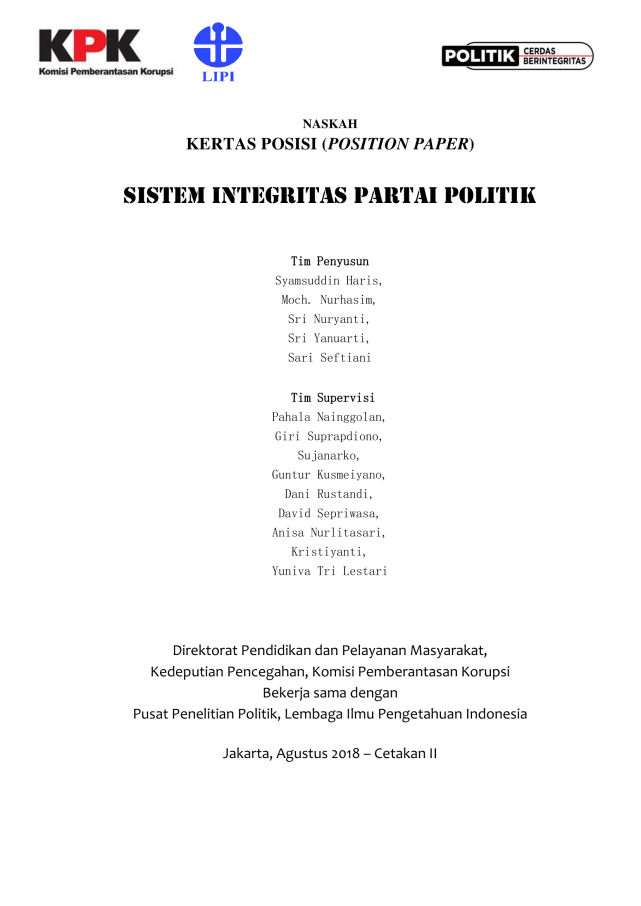 KPK
Komisi Pemberantasan Korupsi
LIPI
POLITIK CERDAS
BERINTEGRITAS
NASKAH
KERTAS POSISI (POSITION PAPER)
SISTEM INTEGRITAS PARTAI POLITIK
Tim Penyusun
Syamsuddin Haris,
Moch. Nurhasim,
Sri Nuryanti,
Sri Yanuarti,
Sari Seftiani
Tim Supervisi
Pahala Nainggolan,
Giri Suprapdiono,
Sujanarko,
Guntur Kusmeiyano,
Dani Rustandi,
David Sepriwasa,
Anisa Nurlitasari,
Kristiyanti,
Yuniva Tri Lestari
Direktorat Pendidikan dan Pelayanan Masyarakat,
Kedeputian Pencegahan, Komisi Pemberantasan Korupsi
Bekerja sama dengan
Pusat Penelitian Politik, Lembaga Ilmu Pengetahuan Indonesia
Jakarta, Agustus 2018 – Cetakan II